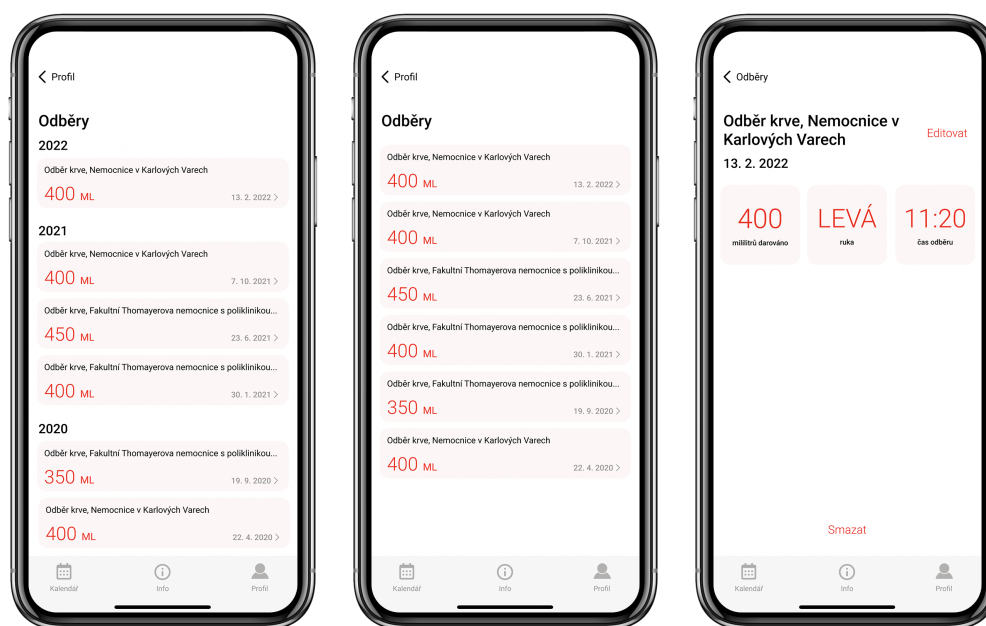 Profil
Odběry
2022
Odběr krve, Nemocnice v Karlových Varech
400 ML
13. 2. 2022
2021
Odběr krve, Nemocnice v Karlových Varech
400 ML
7. 10. 2021
Odběr krve, Fakultní Thomayerova nemocnice s poliklinikou...
450 ML
23. 6. 2021
Odběr krve, Fakultní Thomayerova nemocnice s poliklinikou...
400 ML
30. 1. 2021
2020
Odběr krve, Fakultní Thomayerova nemocnice s poliklinikou...
350 ML
19. 9. 2020
Odběr krve, Nemocnice v Karlových Varech
400 ML
22. 4. 2020
Kalendář
Info
Profil
Profil
Odběry
Odběr krve, Nemocnice v Karlových Varech
400 ML
13. 2. 2022
Odběr krve, Nemocnice v Karlových Varech
400 ML
7. 10. 2021
Odběr krve, Fakultní Thomayerova nemocnice s poliklinikou...
450 ML
23. 6. 2021
Odběr krve, Fakultní Thomayerova nemocnice s poliklinikou...
400 ML
30. 1. 2021
Odběr krve, Fakultní Thomayerova nemocnice s poliklinikou...
350 ML
19. 9. 2020
Odběr krve, Nemocnice v Karlových Varech
400 ML
22. 4. 2020
Kalendář
Info
Profil
Odběry
Odběr krve, Nemocnice v
Karlových Varech
Editovat
13. 2. 2022
400
mililitrů darováno
LEVÁ
ruka
11:20
čas odběru
Smazat
Kalendář
Info
Profil